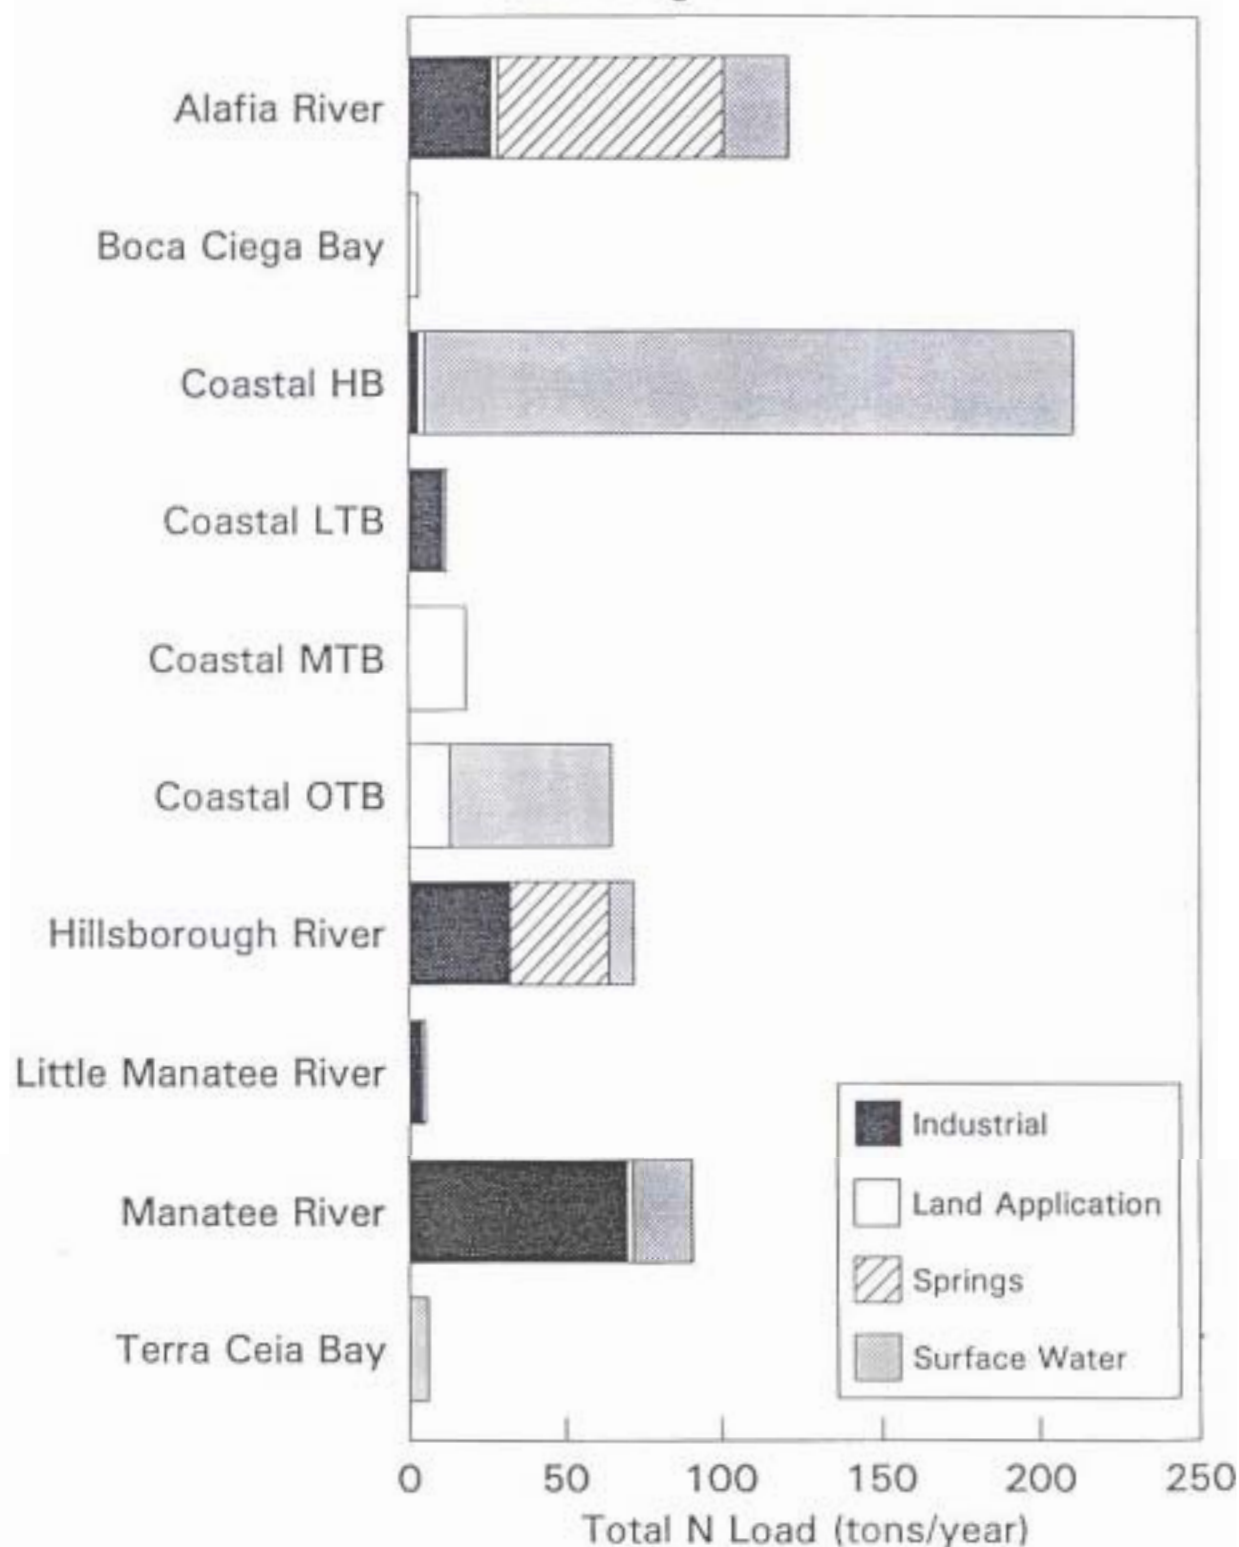 Alafia River
Boca Ciega Bay
Coastal HB
Coastal LTB
Coastal MTB
Coastal OTB
Hillsborough River
Little Manatee River
Manatee River
Terra Ceia Bay
Industrial
Land Application
Springs
Surface Water
0 50 100 150 200 250
Total N Load (tons/year)